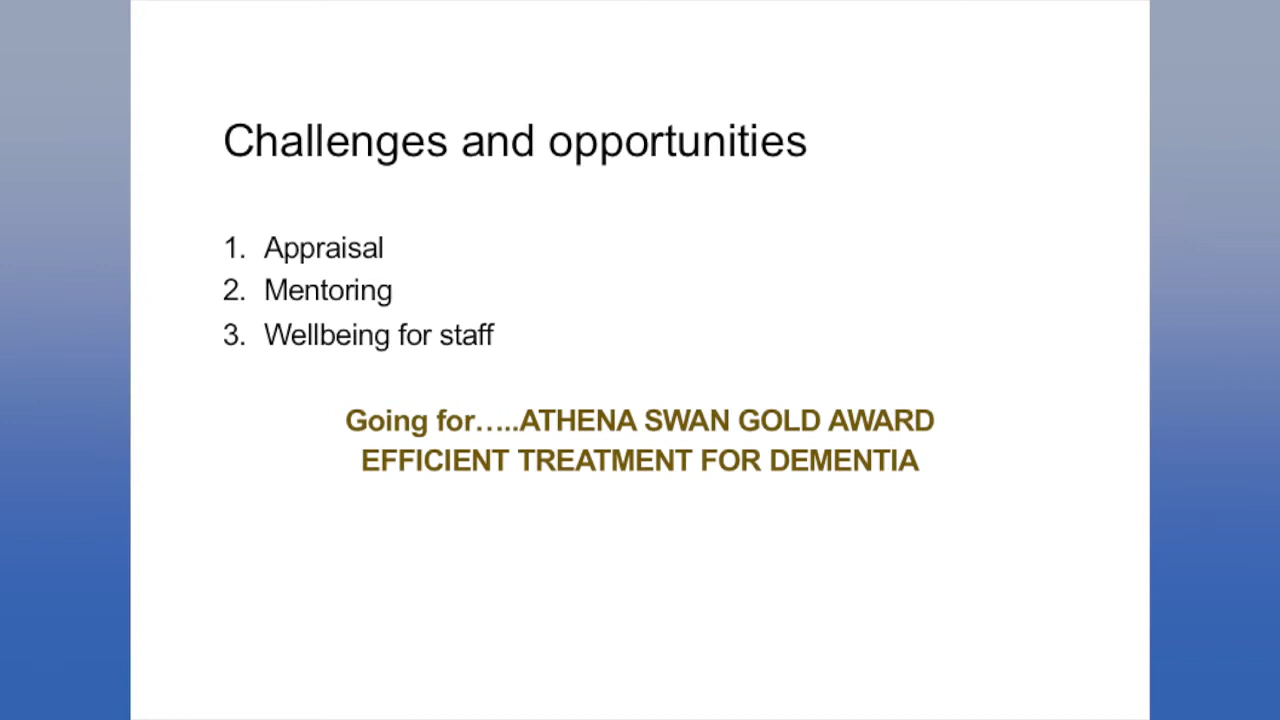 Challenges and opportunities
1. Appraisal
2. Mentoring
3. Wellbeing for staff
Going for…..ATHENA SWAN GOLD AWARD
EFFICIENT TREATMENT FOR DEMENTIA